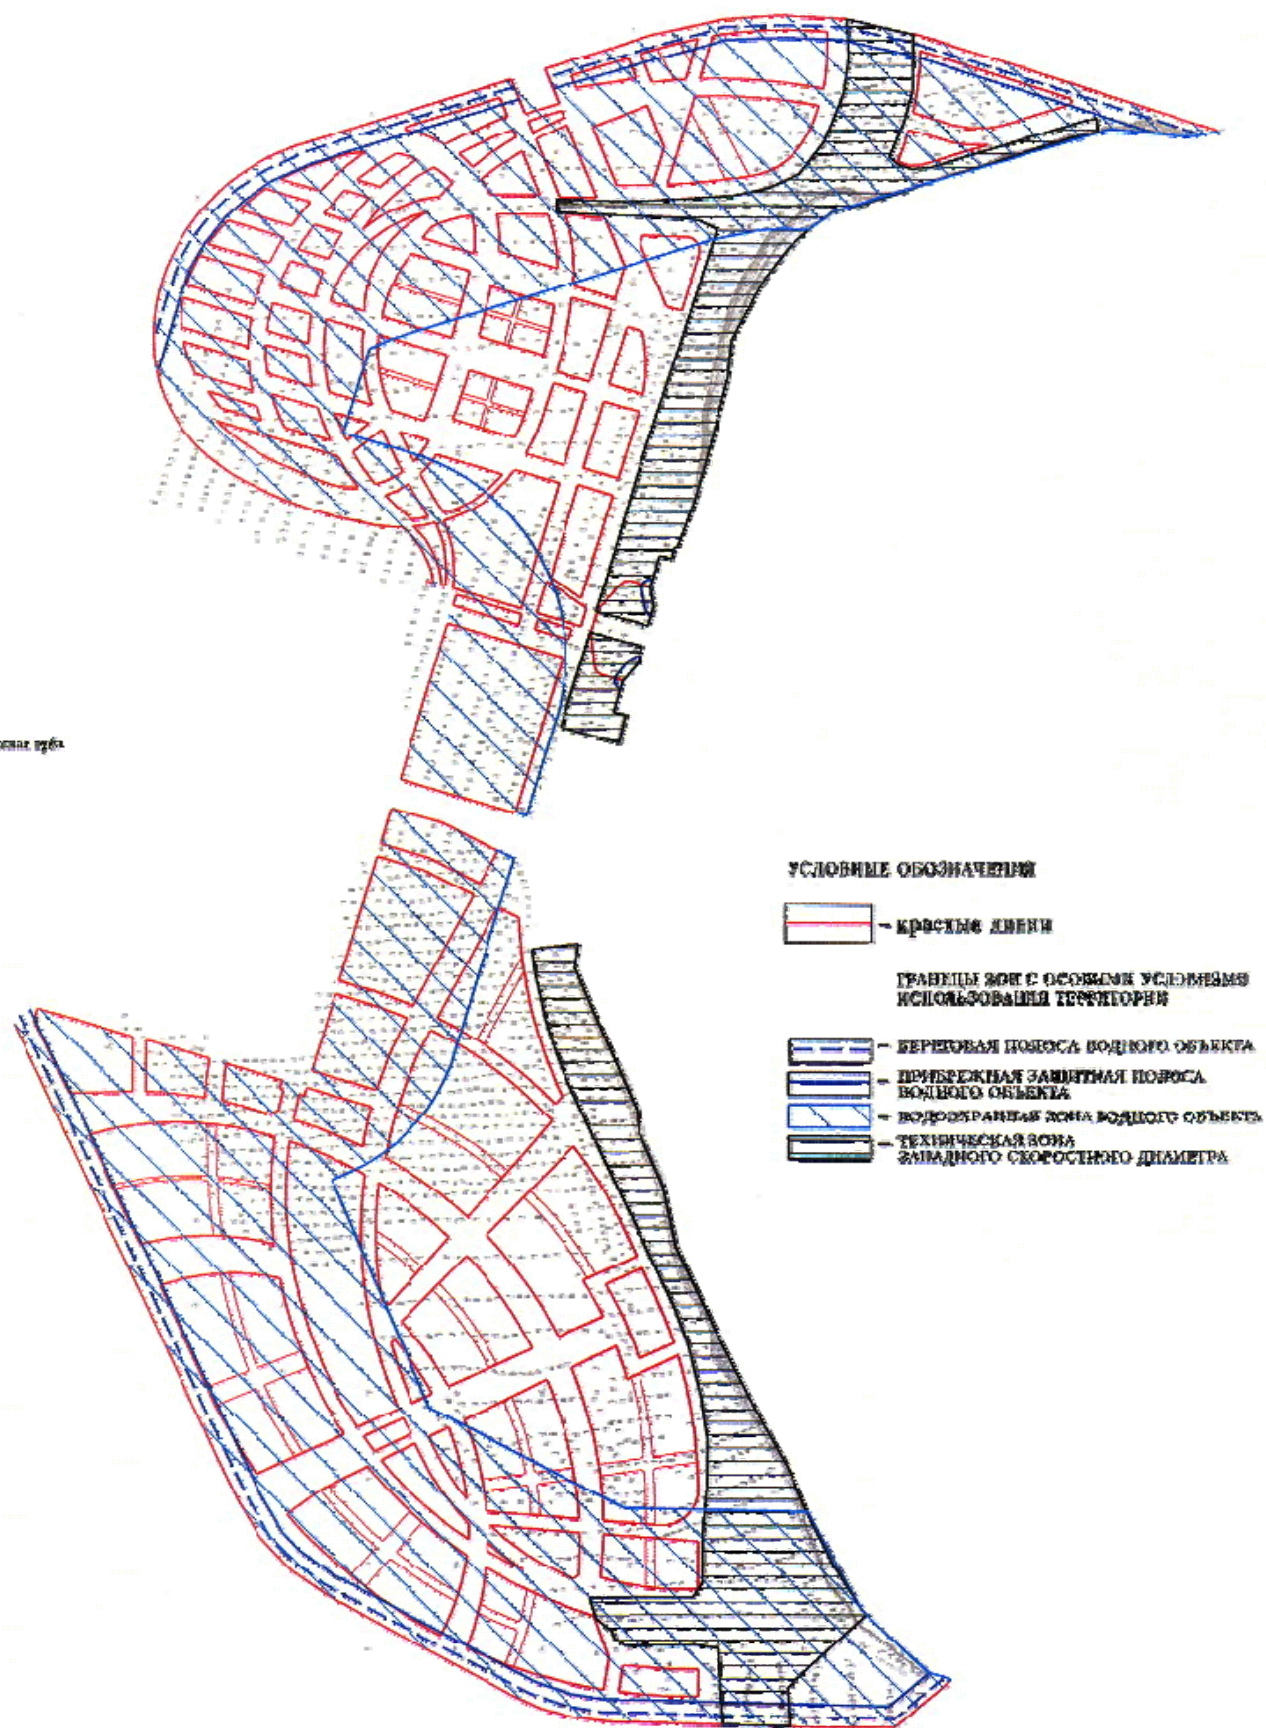 губа
УСЛОВНЫЕ ОБОЗНАЧЕНИЯ
- красные линии
ГРАНИЦЫ ЗОН С ОСОБЫМИ УСЛОВИЯМИ
ИСПОЛЬЗОВАНИЯ ТЕРРИТОРИИ
- БЕРЕГОВАЯ ПОЛОСА ВОДНОГО ОБЪЕКТА
- ПРИБРЕЖНАЯ ЗАЩИТНАЯ ПОЛОСА
ВОДНОГО ОБЪЕКТА
- ВОДООХРАННАЯ ЗОНА ВОДНОГО ОБЪЕКТА
- ТЕХНИЧЕСКАЯ ЗОНА
ЗАПАДНОГО СКОРОСТНОГО ДИАМЕТРА